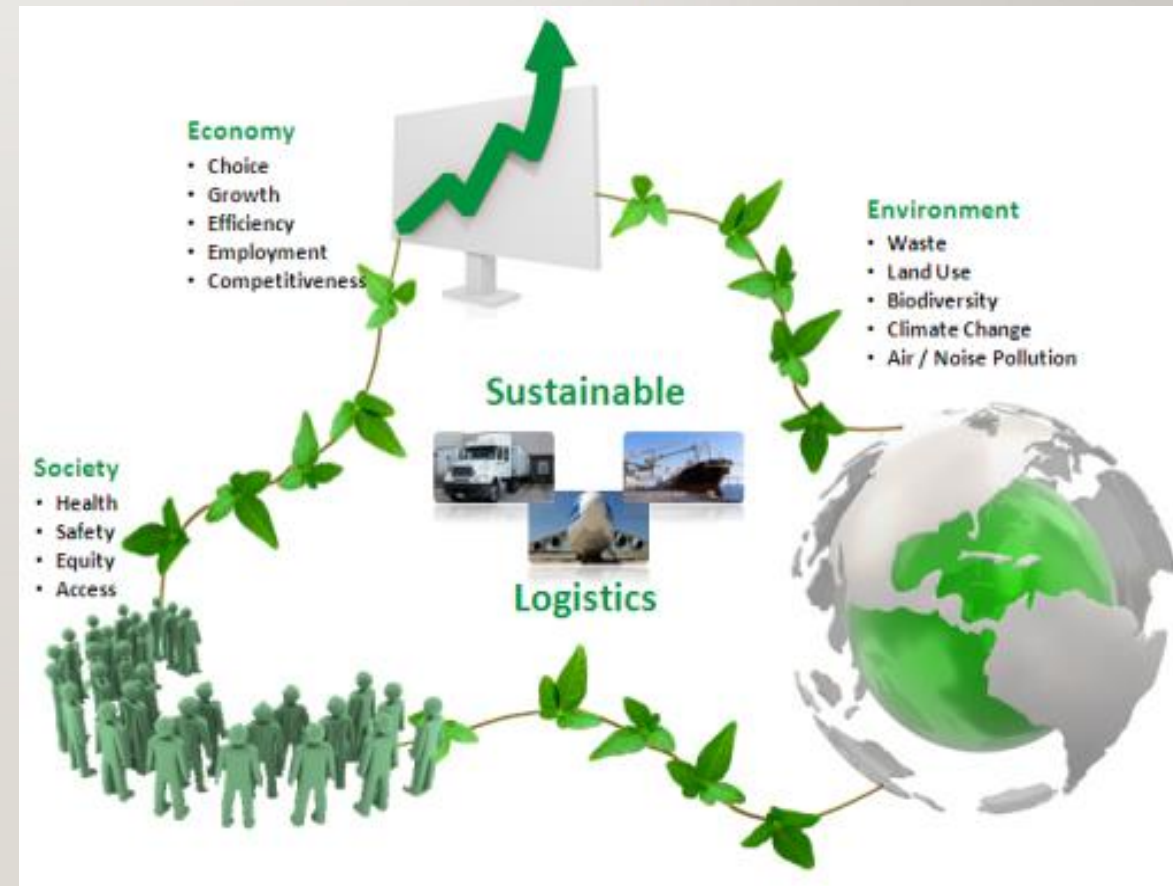 Economy
• Choice
• Growth
• Efficiency
• Employment
• Competitiveness
Environment
• Waste
• Land Use
• Biodiversity
• Climate Change
• Air / Noise Pollution
Sustainable
Logistics
Society
• Health
• Safety
• Equity
• Access